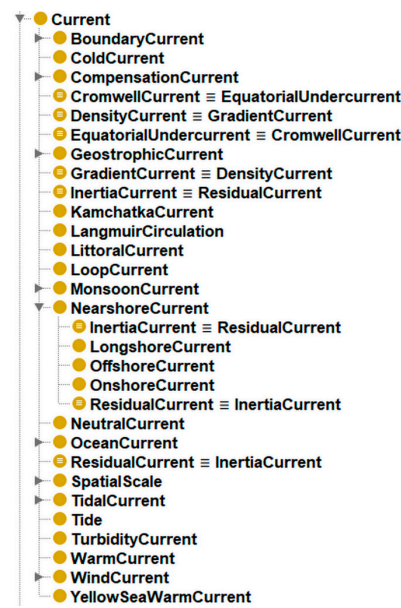 Current
BoundaryCurrent
ColdCurrent
CompensationCurrent
CromwellCurrent ≡ EquatorialUndercurrent
DensityCurrent ≡ GradientCurrent
EquatorialUndercurrent ≡ CromwellCurrent
GeostrophicCurrent
GradientCurrent ≡ DensityCurrent
InertiaCurrent ≡ ResidualCurrent
KamchatkaCurrent
LangmuirCirculation
LittoralCurrent
LoopCurrent
MonsoonCurrent
NearshoreCurrent
InertiaCurrent ≡ ResidualCurrent
LongshoreCurrent
OffshoreCurrent
OnshoreCurrent
ResidualCurrent ≡ InertiaCurrent
NeutralCurrent
OceanCurrent
ResidualCurrent ≡ InertiaCurrent
SpatialScale
TidalCurrent
Tide
TurbidityCurrent
WarmCurrent
WindCurrent
YellowSeaWarmCurrent